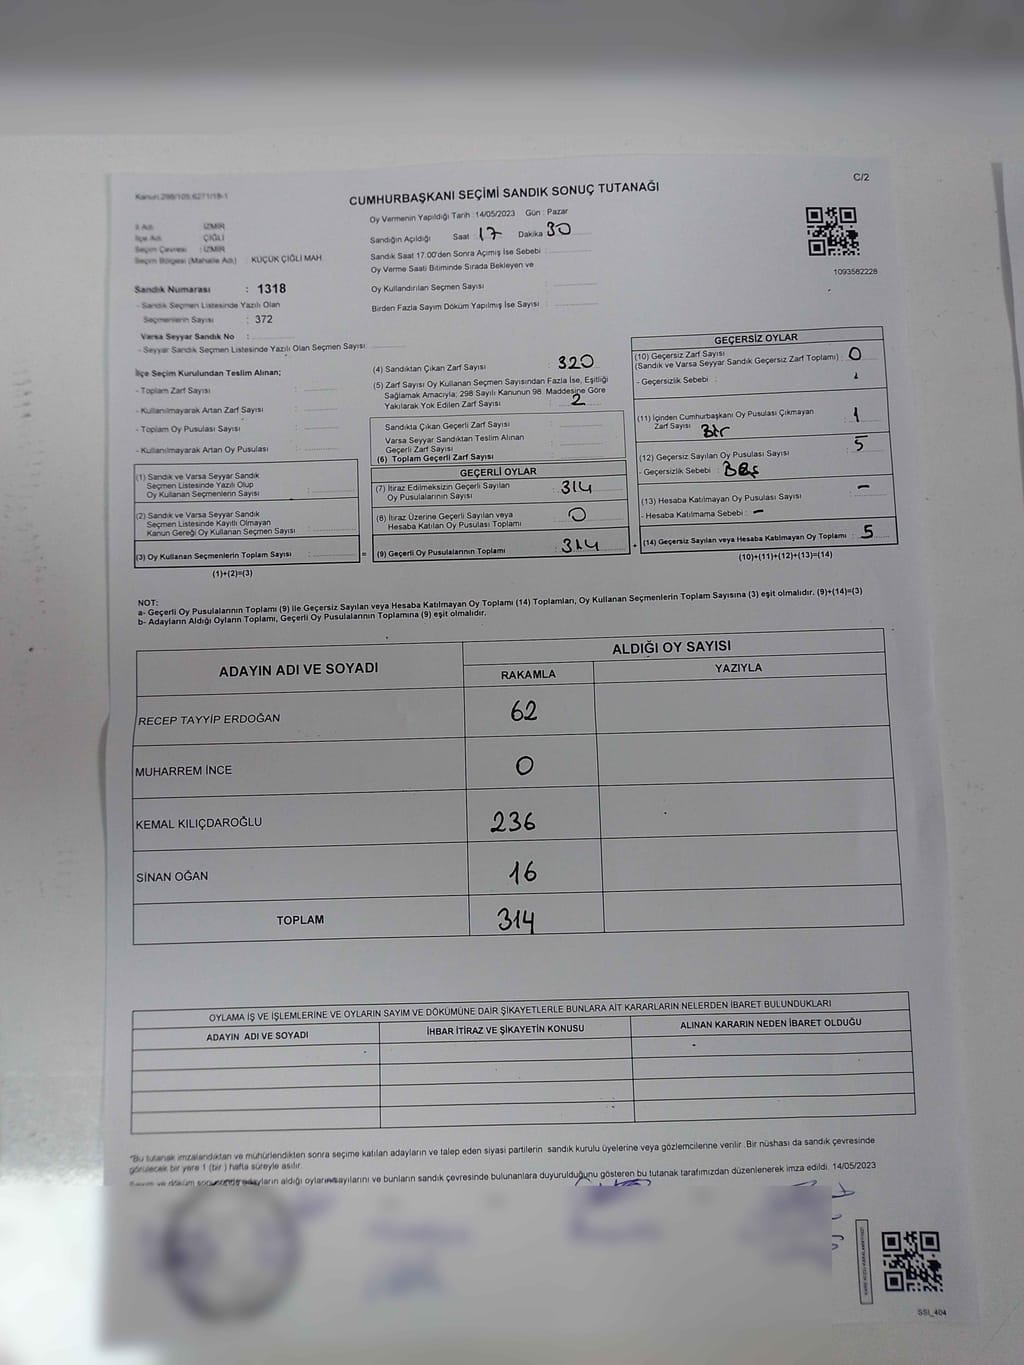 C/2
Kanun:298/105,6271/18-1
CUMHURBAŞKANI SEÇİMİ SANDIK SONUÇ TUTANAĞI
Oy Vermenin Yapıldığı Tarih : 14/05/2023 Gün : Pazar
İl Adı : İZMİR
İlçe Adı : ÇİĞLİ
Seçim Çevresi : İZMİR
Seçim Bölgesi (Mahalle Adı) : KÜÇÜK ÇİĞLİ MAH
Sandık Numarası : 1318
- Sandık Seçmen Listesinde Yazılı Olan
Seçmenlerin Sayısı : 372
Varsa Seyyar Sandık No :
- Seyyar Sandık Seçmen Listesinde Yazılı Olan Seçmen Sayısı:
İlçe Seçim Kurulundan Teslim Alınan;
- Toplam Zarf Sayısı :
- Kullanılmayarak Artan Zarf Sayısı :
- Toplam Oy Pusulası Sayısı :
- Kullanılmayarak Artan Oy Pusulası :
(1) Sandık ve Varsa Seyyar Sandık
Seçmen Listesinde Yazılı Olup
Oy Kullanan Seçmenlerin Sayısı :
(2) Sandık ve Varsa Seyyar Sandık
Seçmen Listesinde Kayıtlı Olmayan
Kanun Gereği Oy Kullanan Seçmen Sayısı :
(3) Oy Kullanan Seçmenlerin Toplam Sayısı :
(1)+(2)=(3)
Sandığın Açıldığı Saat 17 Dakika 30
Sandık Saat 17.00'den Sonra Açımış İse Sebebi :
Oy Verme Saati Bitiminde Sırada Bekleyen ve
Oy Kullandırılan Seçmen Sayısı :
Birden Fazla Sayım Döküm Yapılmış İse Sayısı :
(4) Sandıktan Çıkan Zarf Sayısı : 320
(5) Zarf Sayısı Oy Kullanan Seçmen Sayısından Fazla İse, Eşitliği
Sağlamak Amacıyla; 298 Sayılı Kanunun 98. Maddesine Göre
Yakılarak Yok Edilen Zarf Sayısı : 2
Sandıkta Çıkan Geçerli Zarf Sayısı :
Varsa Seyyar Sandıktan Teslim Alınan
Geçerli Zarf Sayısı :
(6) Toplam Geçerli Zarf Sayısı :
GEÇERLİ OYLAR
(7) İtiraz Edilmeksizin Geçerli Sayılan
Oy Pusulalarının Sayısı : 314
(8) İtiraz Üzerine Geçerli Sayılan veya
Hesaba Katılan Oy Pusulası Toplamı : 0
(9) Geçerli Oy Pusulalarının Toplamı : 314
1093582228
GEÇERSİZ OYLAR
(10) Geçersiz Zarf Sayısı
(Sandık ve Varsa Seyyar Sandık Geçersiz Zarf Toplamı) : 0
- Geçersizlik Sebebi :
(11) İçinden Cumhurbaşkanı Oy Pusulası Çıkmayan
Zarf Sayısı Bir 1
(12) Geçersiz Sayılan Oy Pusulası Sayısı : 5
- Geçersizlik Sebebi : Beş
(13) Hesaba Katılmayan Oy Pusulası Sayısı : -
- Hesaba Katılmama Sebebi : -
(14) Geçersiz Sayılan veya Hesaba Katılmayan Oy Toplamı : 5
(10)+(11)+(12)+(13)=(14)
NOT:
a- Geçerli Oy Pusulalarının Toplamı (9) ile Geçersiz Sayılan veya Hesaba Katılmayan Oy Toplamı (14) Toplamları, Oy Kullanan Seçmenlerin Toplam Sayısına (3) eşit olmalıdır. (9)+(14)=(3)
b- Adayların Aldığı Oyların Toplamı, Geçerli Oy Pusulalarının Toplamına (9) eşit olmalıdır.
ADAYIN ADI VE SOYADI
ALDIĞI OY SAYISI
RAKAMLA YAZIYLA
RECEP TAYYİP ERDOĞAN 62
MUHARREM İNCE 0
KEMAL KILIÇDAROĞLU 236
SİNAN OĞAN 16
TOPLAM 314
OYLAMA İŞ VE İŞLEMLERİNE VE OYLARIN SAYIM VE DÖKÜMÜNE DAİR ŞİKAYETLERLE BUNLARA AİT KARARLARIN NELERDEN İBARET BULUNDUKLARI
ADAYIN ADI VE SOYADI İHBAR İTİRAZ VE ŞİKAYETİN KONUSU ALINAN KARARIN NEDEN İBARET OLDUĞU
"Bu tutanak imzalandıktan ve mühürlendikten sonra seçime katılan adayların ve talep eden siyasi partilerin sandık kurulu üyelerine veya gözlemcilerine verilir. Bir nüshası da sandık çevresinde
görülecek bir yere 1 (bir) hafta süreyle asılır.
aldığı oyların sayılarını ve bunların sandık çevresinde bulunanlara duyurulduğunu gösteren bu tutanak tarafımızdan düzenlenerek imza edildi. 14/05/2023
SSI_404